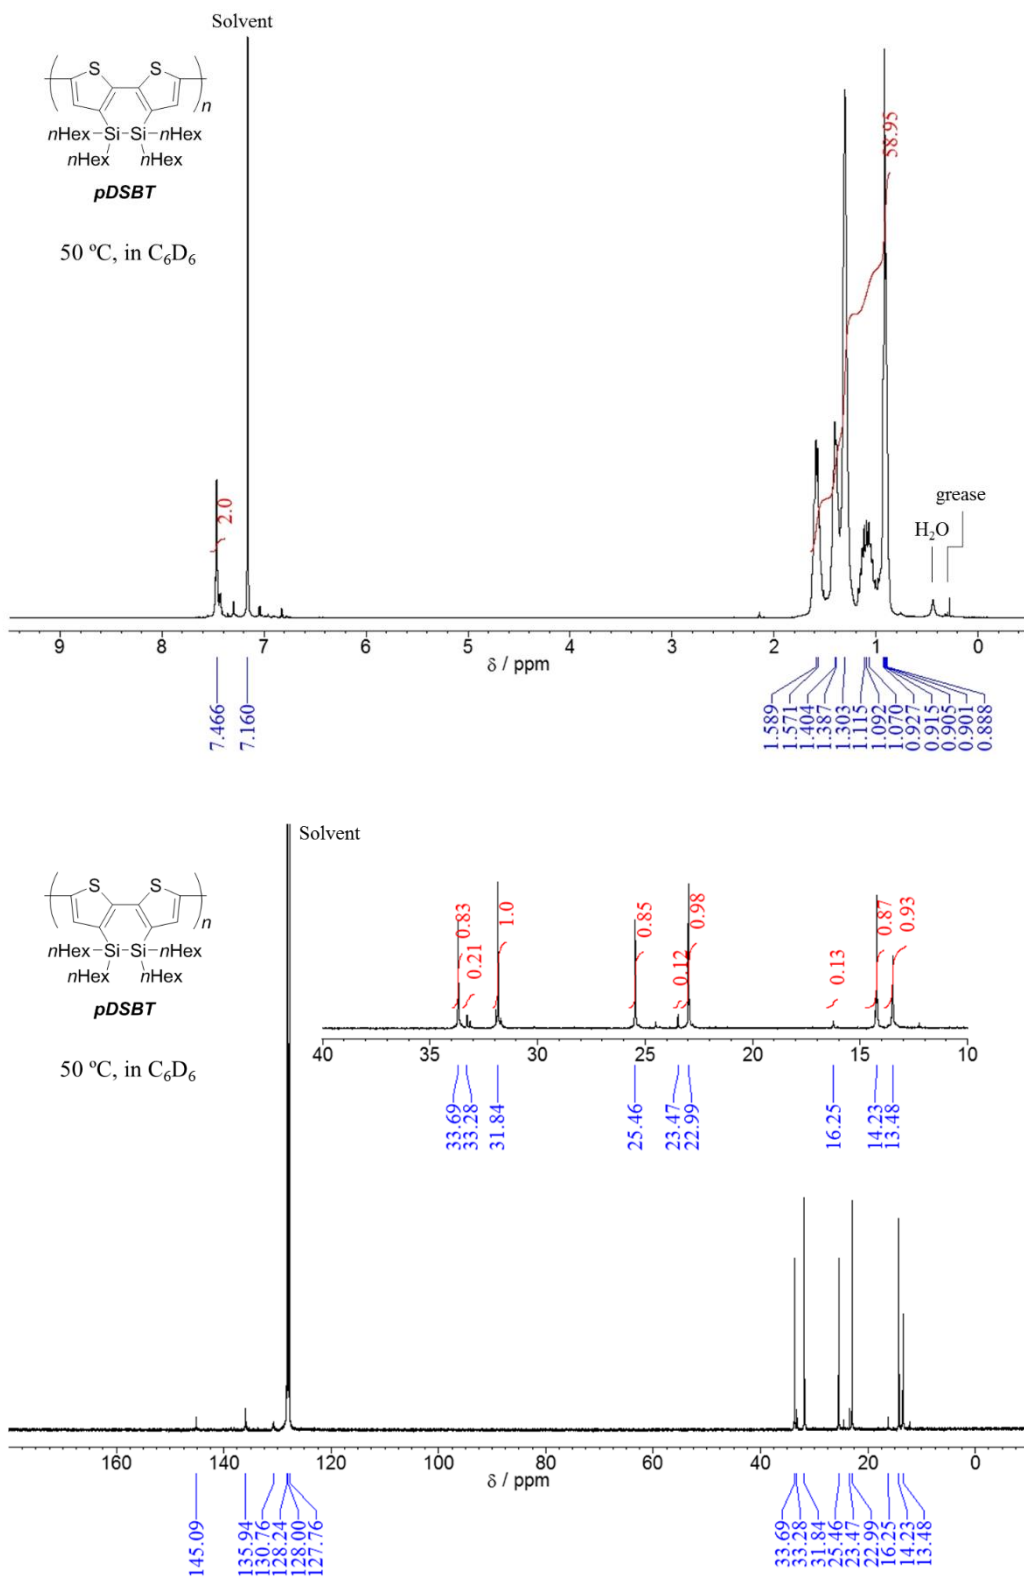 Solvent
S S
n
nHex Si Si nHex
nHex nHex
pDSBT
50 ºC, in C6D6
2.0
58.95
grease
H2O
9 8 7 6 5 4 3 2 1 0
δ / ppm
7.466
7.160
1.589
1.571
1.404
1.387
1.303
1.115
1.092
1.070
0.927
0.915
0.905
0.901
0.888
Solvent
S S
n
nHex Si Si nHex
nHex nHex
pDSBT
50 ºC, in C6D6
0.83
0.21
1.0
0.85
0.12
0.98
0.13
0.87
0.93
40 35 30 25 20 15 10
33.69
33.28
31.84
25.46
23.47
22.99
16.25
14.23
13.48
160 140 120 100 80 60 40 20 0
δ / ppm
145.09
135.94
130.76
128.24
128.00
127.76
33.69
33.28
31.84
25.46
23.47
22.99
16.25
14.23
13.48